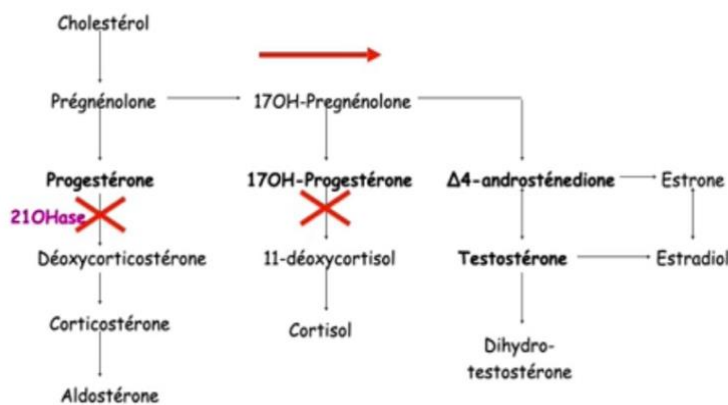 Cholestérol
Prégnénolone
17OH-Pregnénolone
Progestérone
17OH-Progestérone
Δ4-androsténedione
Estrone
21OHase
Déoxycorticostérone
11-déoxycortisol
Testostérone
Estradiol
Corticostérone
Cortisol
Dihydro-
testostérone
Aldostérone